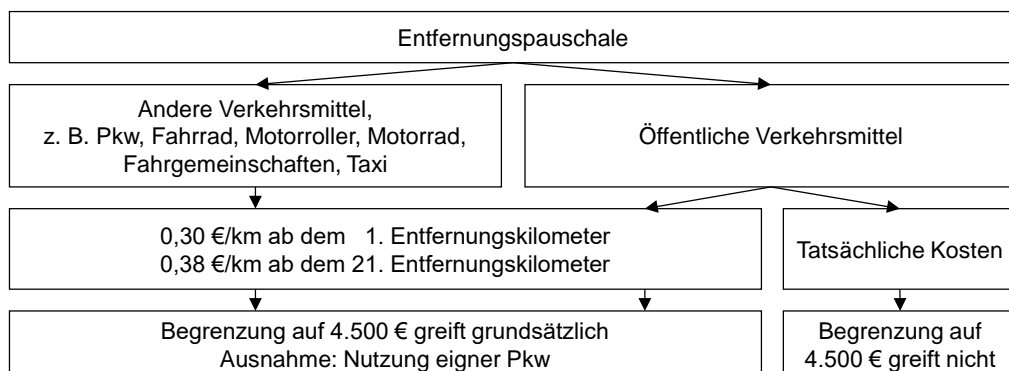 Entfernungspauschale
Andere Verkehrsmittel,
z. B. Pkw, Fahrrad, Motorroller, Motorrad,
Fahrgemeinschaften, Taxi
Öffentliche Verkehrsmittel
0,30 €/km ab dem 1. Entfernungskilometer
0,38 €/km ab dem 21. Entfernungskilometer
Tatsächliche Kosten
Begrenzung auf 4.500 € greift grundsätzlich
Ausnahme: Nutzung eigner Pkw
Begrenzung auf
4.500 € greift nicht